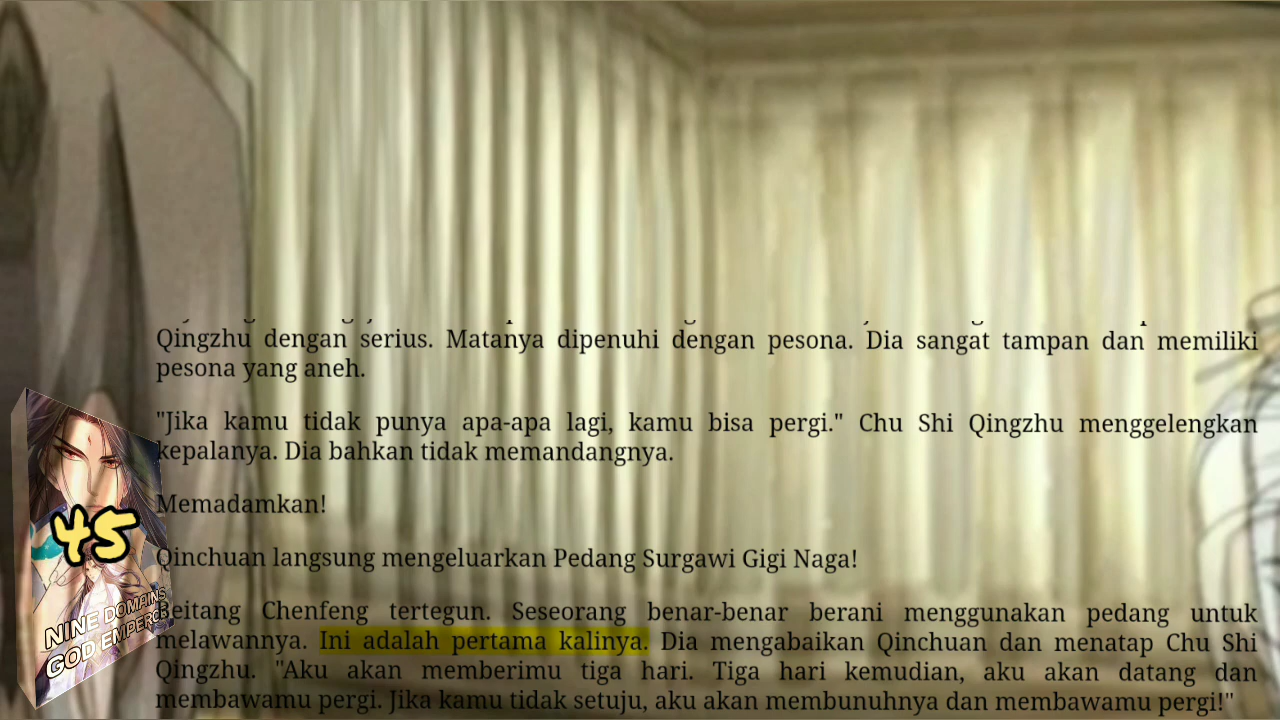 Qingzhu dengan serius. Matanya dipenuhi dengan pesona. Dia sangat tampan dan memiliki
pesona yang aneh.
"Jika kamu tidak punya apa-apa lagi, kamu bisa pergi." Chu Shi Qingzhu menggelengkan
kepalanya. Dia bahkan tidak memandangnya.
Memadamkan!
Qinchuan langsung mengeluarkan Pedang Surgawi Gigi Naga!
Beitang Chenfeng tertegun. Seseorang benar-benar berani menggunakan pedang untuk
melawannya. Ini adalah pertama kalinya. Dia mengabaikan Qinchuan dan menatap Chu Shi
Qingzhu. "Aku akan memberimu tiga hari. Tiga hari kemudian, aku akan datang dan
membawamu pergi. Jika kamu tidak setuju, aku akan membunuhnya dan membawamu pergi!"
45
NINE DOMAINS
GOD EMPEROR